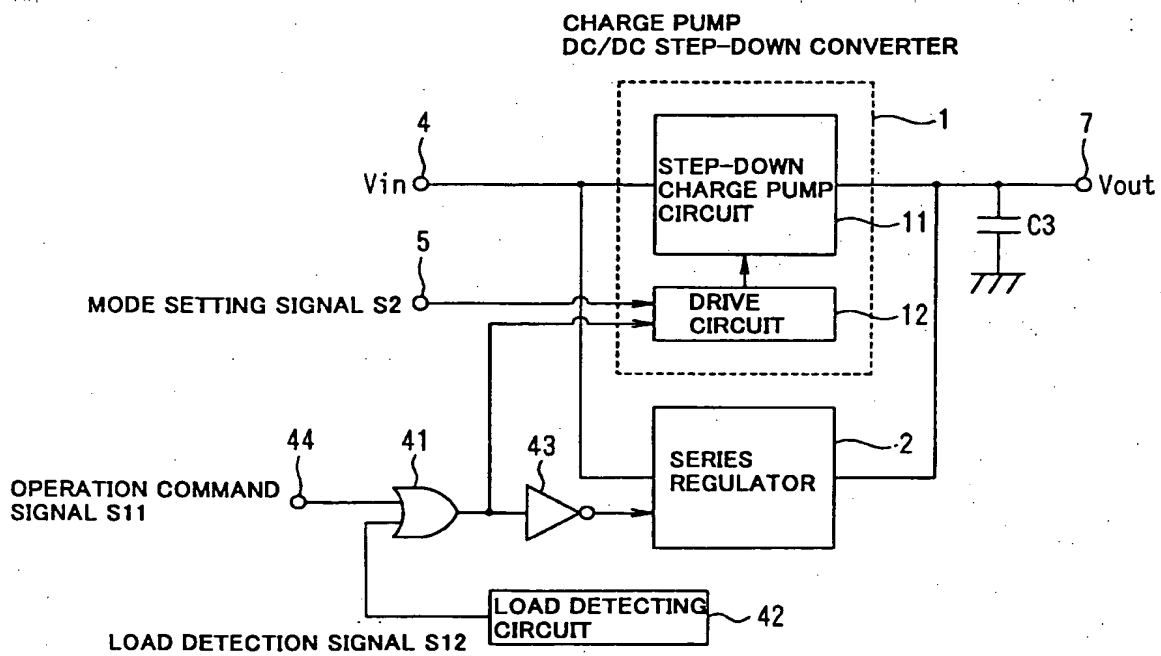 CHARGE PUMP
DC/DC STEP-DOWN CONVERTER
4
1
7
Vin
STEP-DOWN
CHARGE PUMP
CIRCUIT
11
Vout
C3
5
MODE SETTING SIGNAL S2
DRIVE
CIRCUIT
12
44
41
43
2
OPERATION COMMAND
SIGNAL S11
SERIES
REGULATOR
LOAD DETECTING
CIRCUIT
42
LOAD DETECTION SIGNAL S12